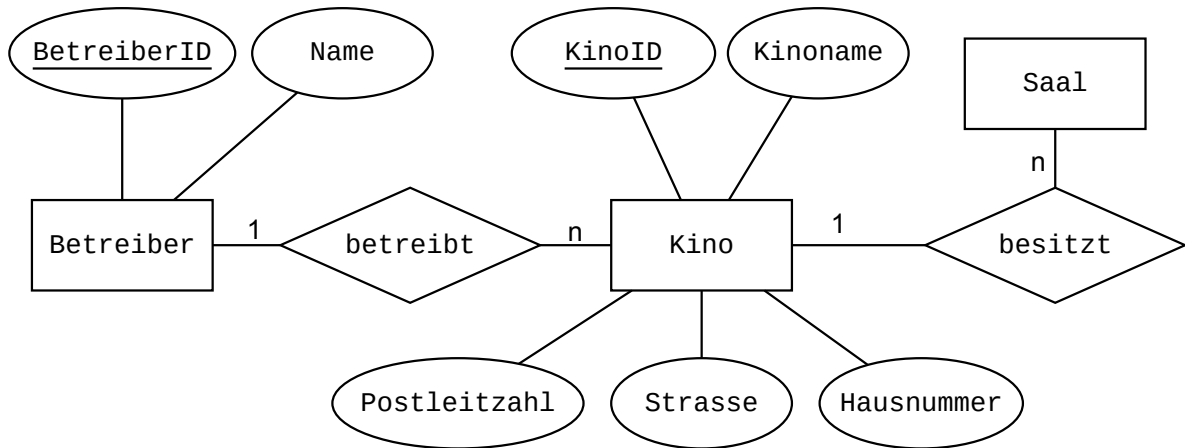 BetreiberID
Name
KinoID
Kinoname
Saal
n
Betreiber
1
betreibt
n
Kino
1
besitzt
Postleitzahl
Strasse
Hausnummer